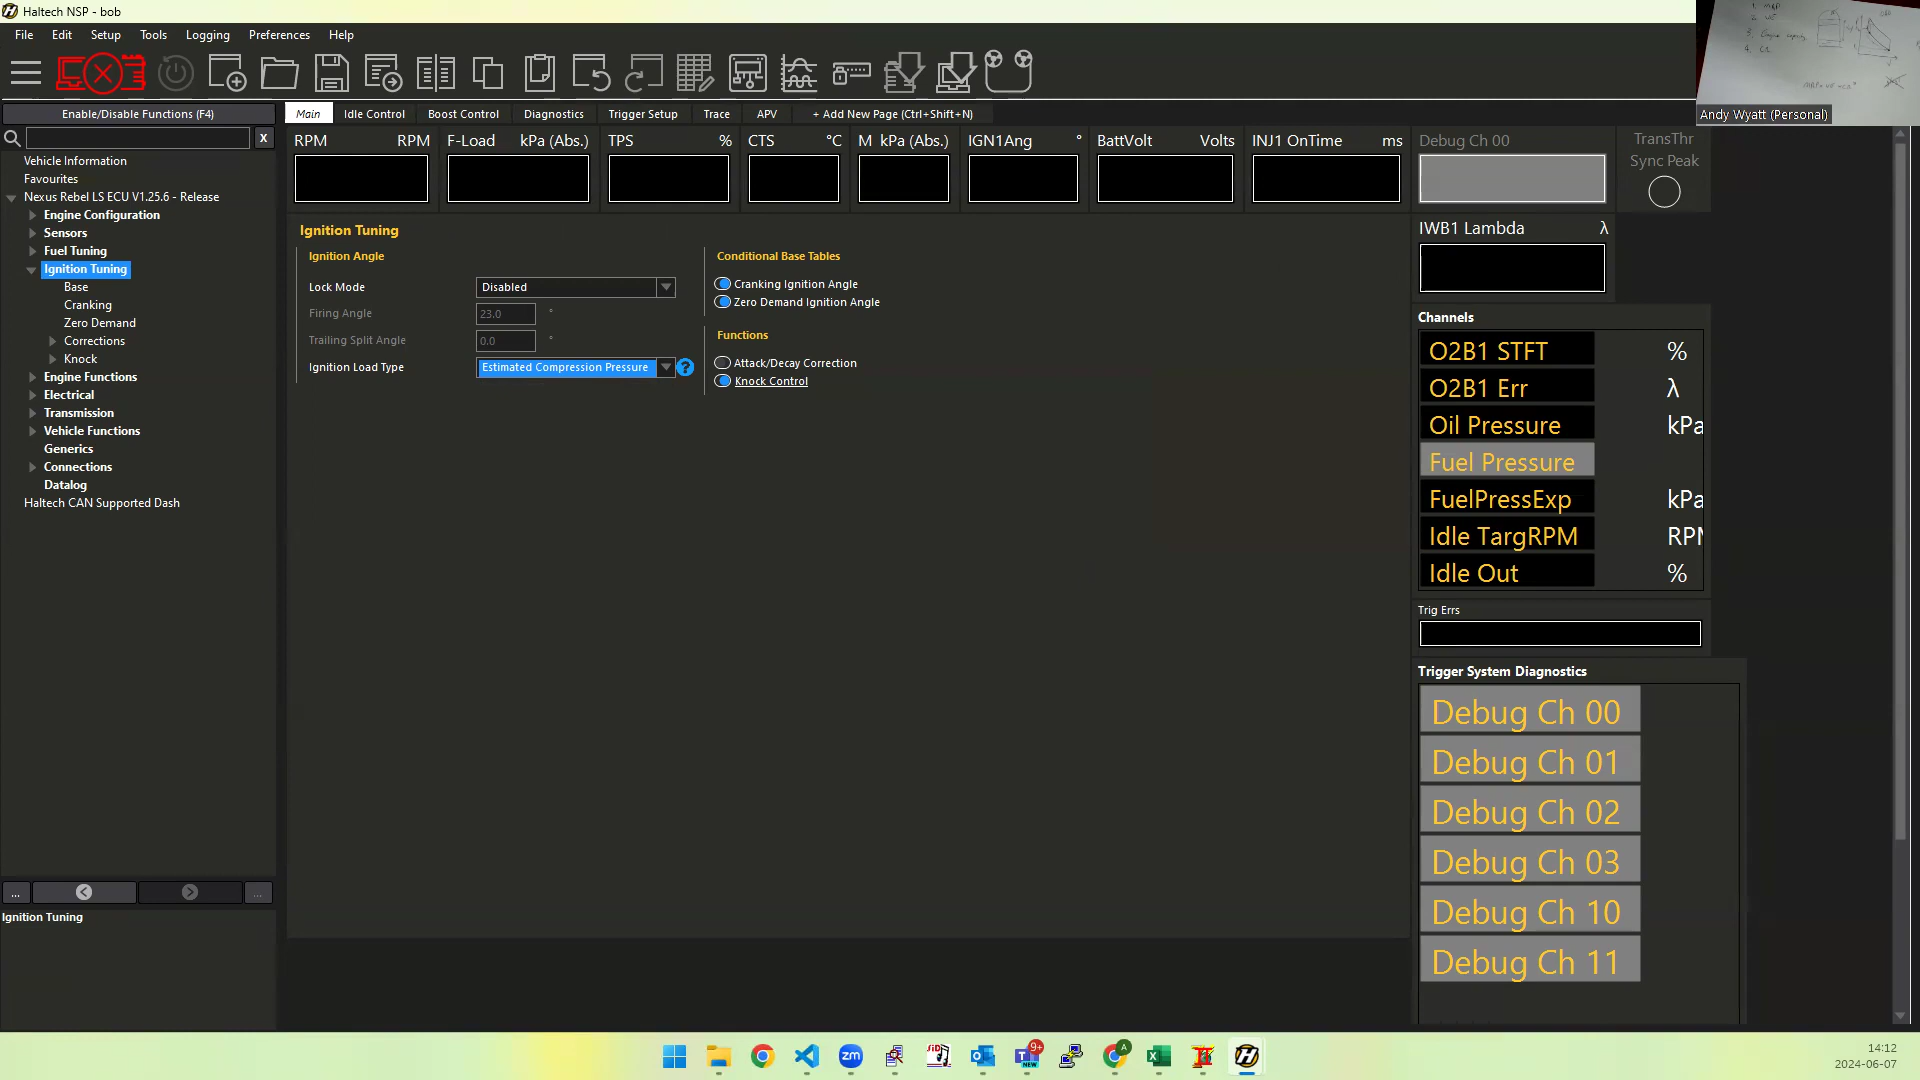 Haltech NSP - bob
File Edit Setup Tools Logging Preferences Help
Andy Wyatt (Personal)
Enable/Disable Functions (F4)
Main Idle Control Boost Control Diagnostics Trigger Setup Trace APV + Add New Page (Ctrl+Shift+N)
X
RPM RPM F-Load kPa (Abs.) TPS % CTS °C M kPa (Abs.) IGN1Ang ° BattVolt Volts INJ1 OnTime ms Debug Ch 00
TransThr
Sync Peak
Vehicle Information
Favourites
Nexus Rebel LS ECU V1.25.6 - Release
Engine Configuration
Sensors
Fuel Tuning
Ignition Tuning
Base
Cranking
Zero Demand
Corrections
Knock
Engine Functions
Electrical
Transmission
Vehicle Functions
Generics
Connections
Datalog
Haltech CAN Supported Dash
... ...
Ignition Tuning
Ignition Tuning
Ignition Angle
Lock Mode Disabled
Firing Angle 23.0 °
Trailing Split Angle 0.0 °
Ignition Load Type Estimated Compression Pressure ?
Conditional Base Tables
Cranking Ignition Angle
Zero Demand Ignition Angle
Functions
Attack/Decay Correction
Knock Control
IWB1 Lambda λ
Channels
O2B1 STFT %
O2B1 Err λ
Oil Pressure kPa
Fuel Pressure
FuelPressExp kPa
Idle TargRPM RPM
Idle Out %
Trig Errs
Trigger System Diagnostics
Debug Ch 00
Debug Ch 01
Debug Ch 02
Debug Ch 03
Debug Ch 10
Debug Ch 11
zm
SiD
9+
NEW
A
14:12
2024-06-07